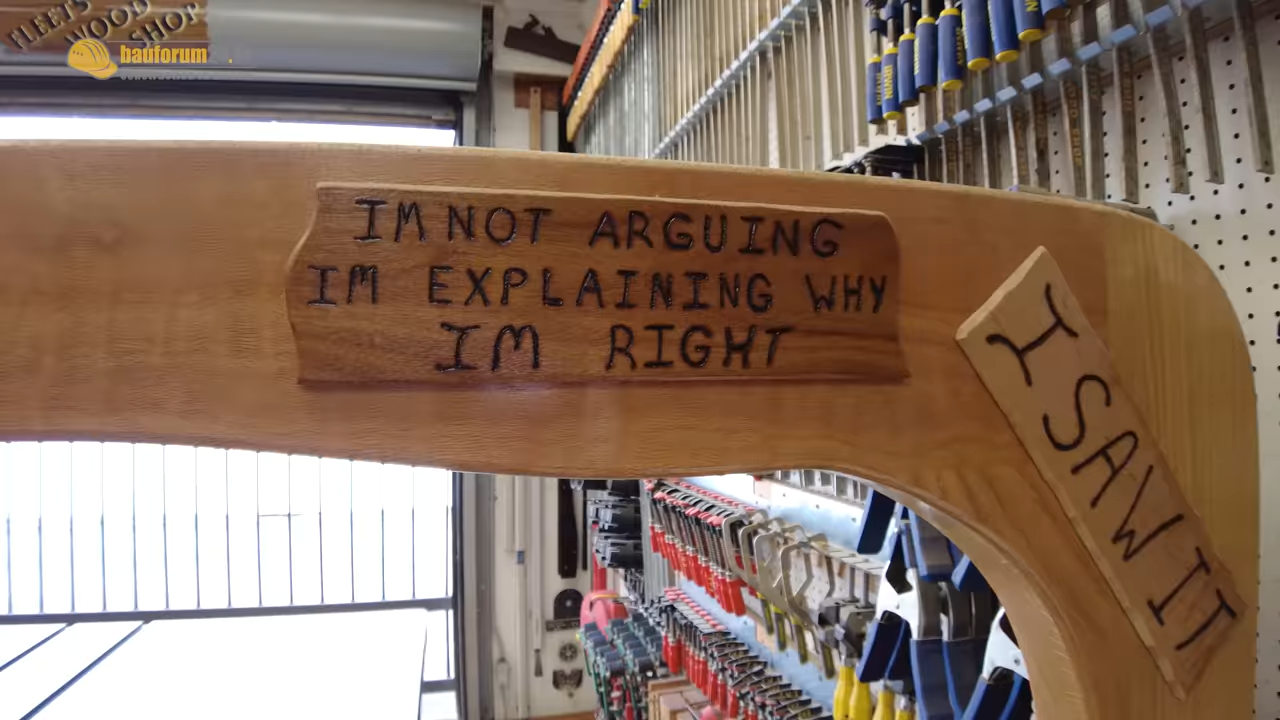 FLEETS
WOOD
SHOP
bauforum
IM NOT ARGUING
IM EXPLAINING WHY
IM RIGHT
I SAW IT
IRWIN